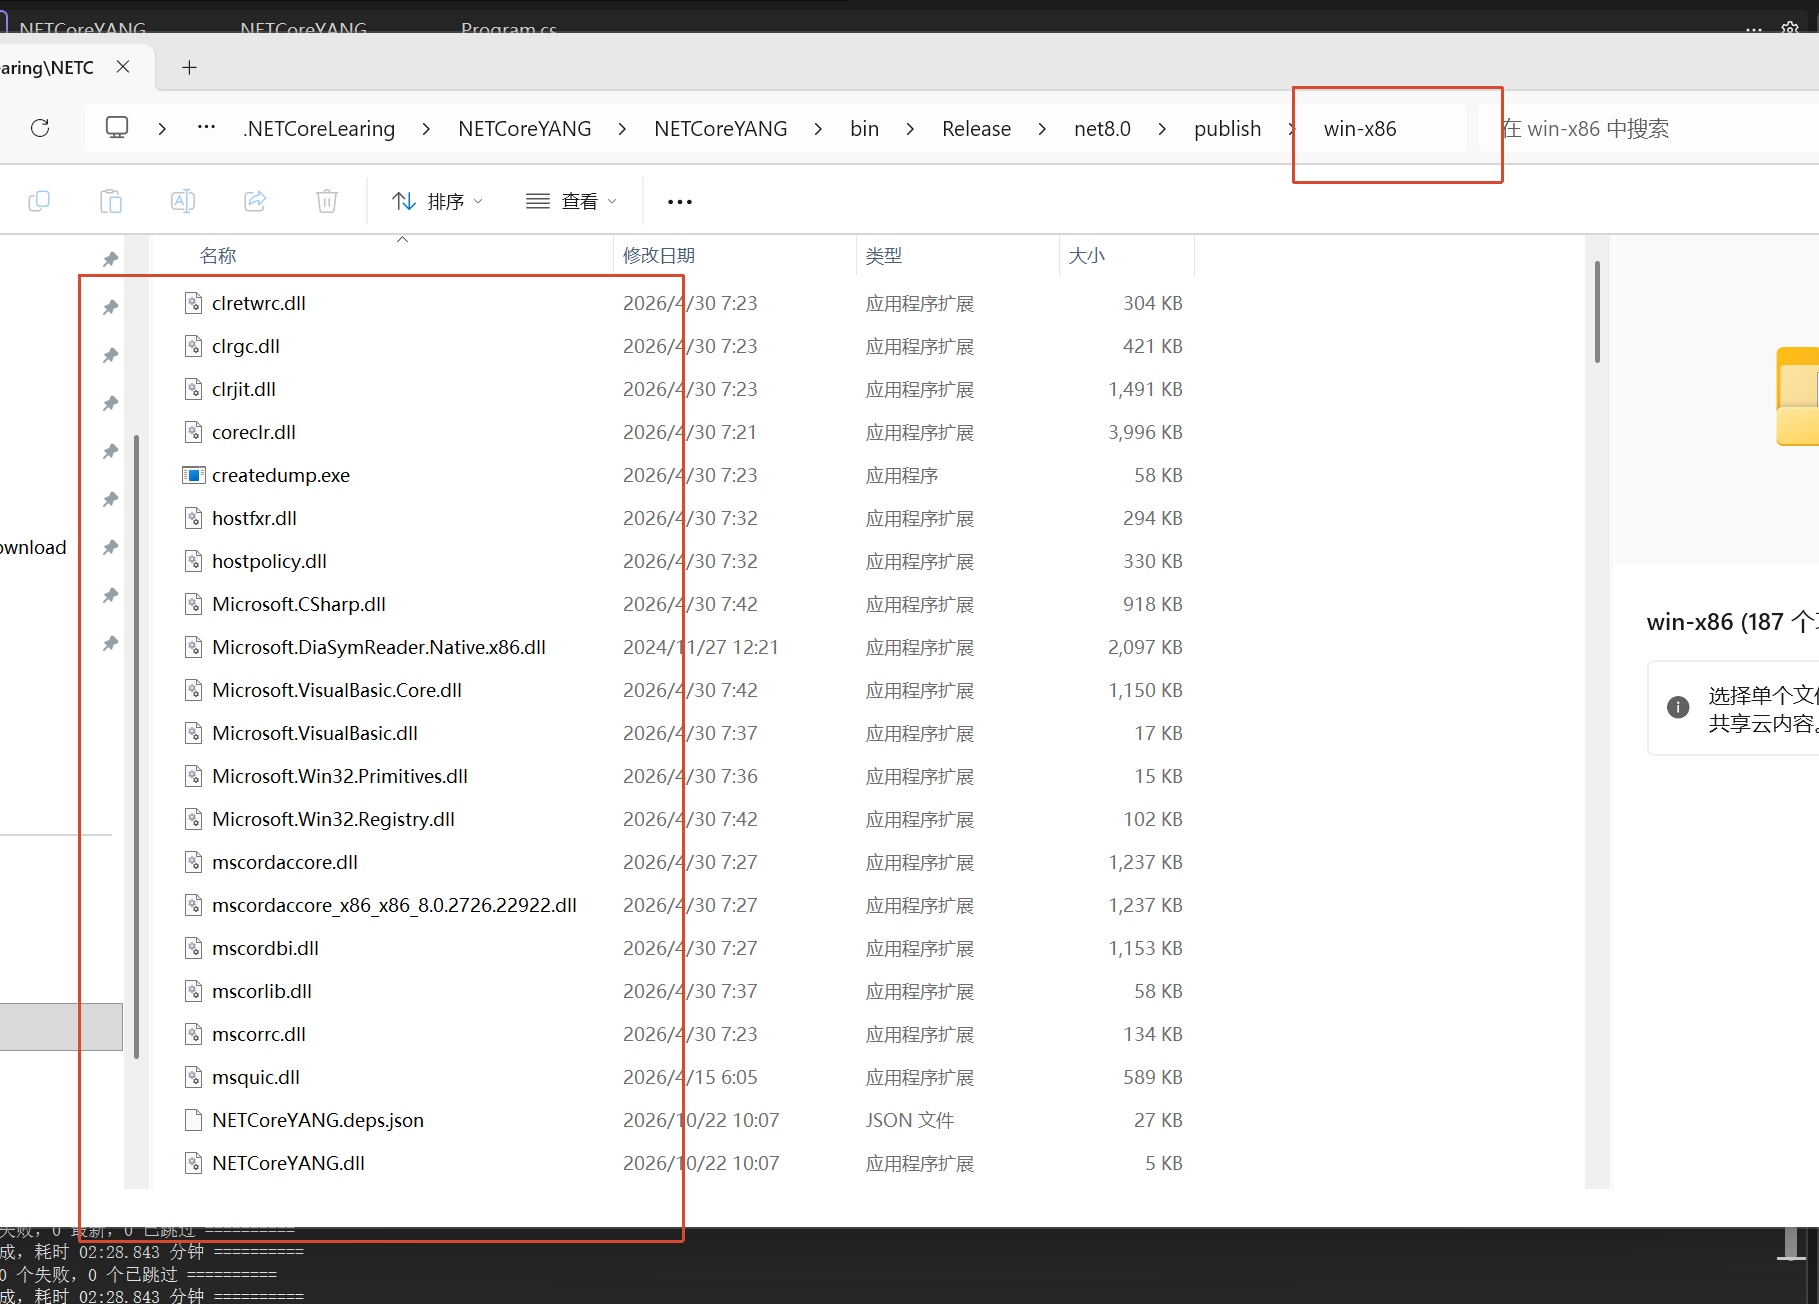 NETCoreYANG NETCoreYANG Program.cs
earing\NETC
.NETCoreLearing > NETCoreYANG > NETCoreYANG > bin > Release > net8.0 > publish > win-x86 在 win-x86 中搜索
排序 查看
名称 修改日期 类型 大小
clretwrc.dll 2026/4/30 7:23 应用程序扩展 304 KB
clrgc.dll 2026/4/30 7:23 应用程序扩展 421 KB
clrjit.dll 2026/4/30 7:23 应用程序扩展 1,491 KB
coreclr.dll 2026/4/30 7:21 应用程序扩展 3,996 KB
createdump.exe 2026/4/30 7:23 应用程序 58 KB
hostfxr.dll 2026/4/30 7:32 应用程序扩展 294 KB
ownload
hostpolicy.dll 2026/4/30 7:32 应用程序扩展 330 KB
Microsoft.CSharp.dll 2026/4/30 7:42 应用程序扩展 918 KB
Microsoft.DiaSymReader.Native.x86.dll 2024/11/27 12:21 应用程序扩展 2,097 KB
Microsoft.VisualBasic.Core.dll 2026/4/30 7:42 应用程序扩展 1,150 KB
Microsoft.VisualBasic.dll 2026/4/30 7:37 应用程序扩展 17 KB
Microsoft.Win32.Primitives.dll 2026/4/30 7:36 应用程序扩展 15 KB
Microsoft.Win32.Registry.dll 2026/4/30 7:42 应用程序扩展 102 KB
mscordaccore.dll 2026/4/30 7:27 应用程序扩展 1,237 KB
mscordaccore_x86_x86_8.0.2726.22922.dll 2026/4/30 7:27 应用程序扩展 1,237 KB
mscordbi.dll 2026/4/30 7:27 应用程序扩展 1,153 KB
mscorlib.dll 2026/4/30 7:37 应用程序扩展 58 KB
mscorrc.dll 2026/4/30 7:23 应用程序扩展 134 KB
msquic.dll 2026/4/15 6:05 应用程序扩展 589 KB
NETCoreYANG.deps.json 2026/10/22 10:07 JSON 文件 27 KB
NETCoreYANG.dll 2026/10/22 10:07 应用程序扩展 5 KB
win-x86 (187 个
选择单个文件
共享云内容。
失败，0 最新，0 已跳过 ==========
成，耗时 02:28.843 分钟 ==========
0 个失败，0 个已跳过 ==========
成，耗时 02:28.843 分钟 ==========